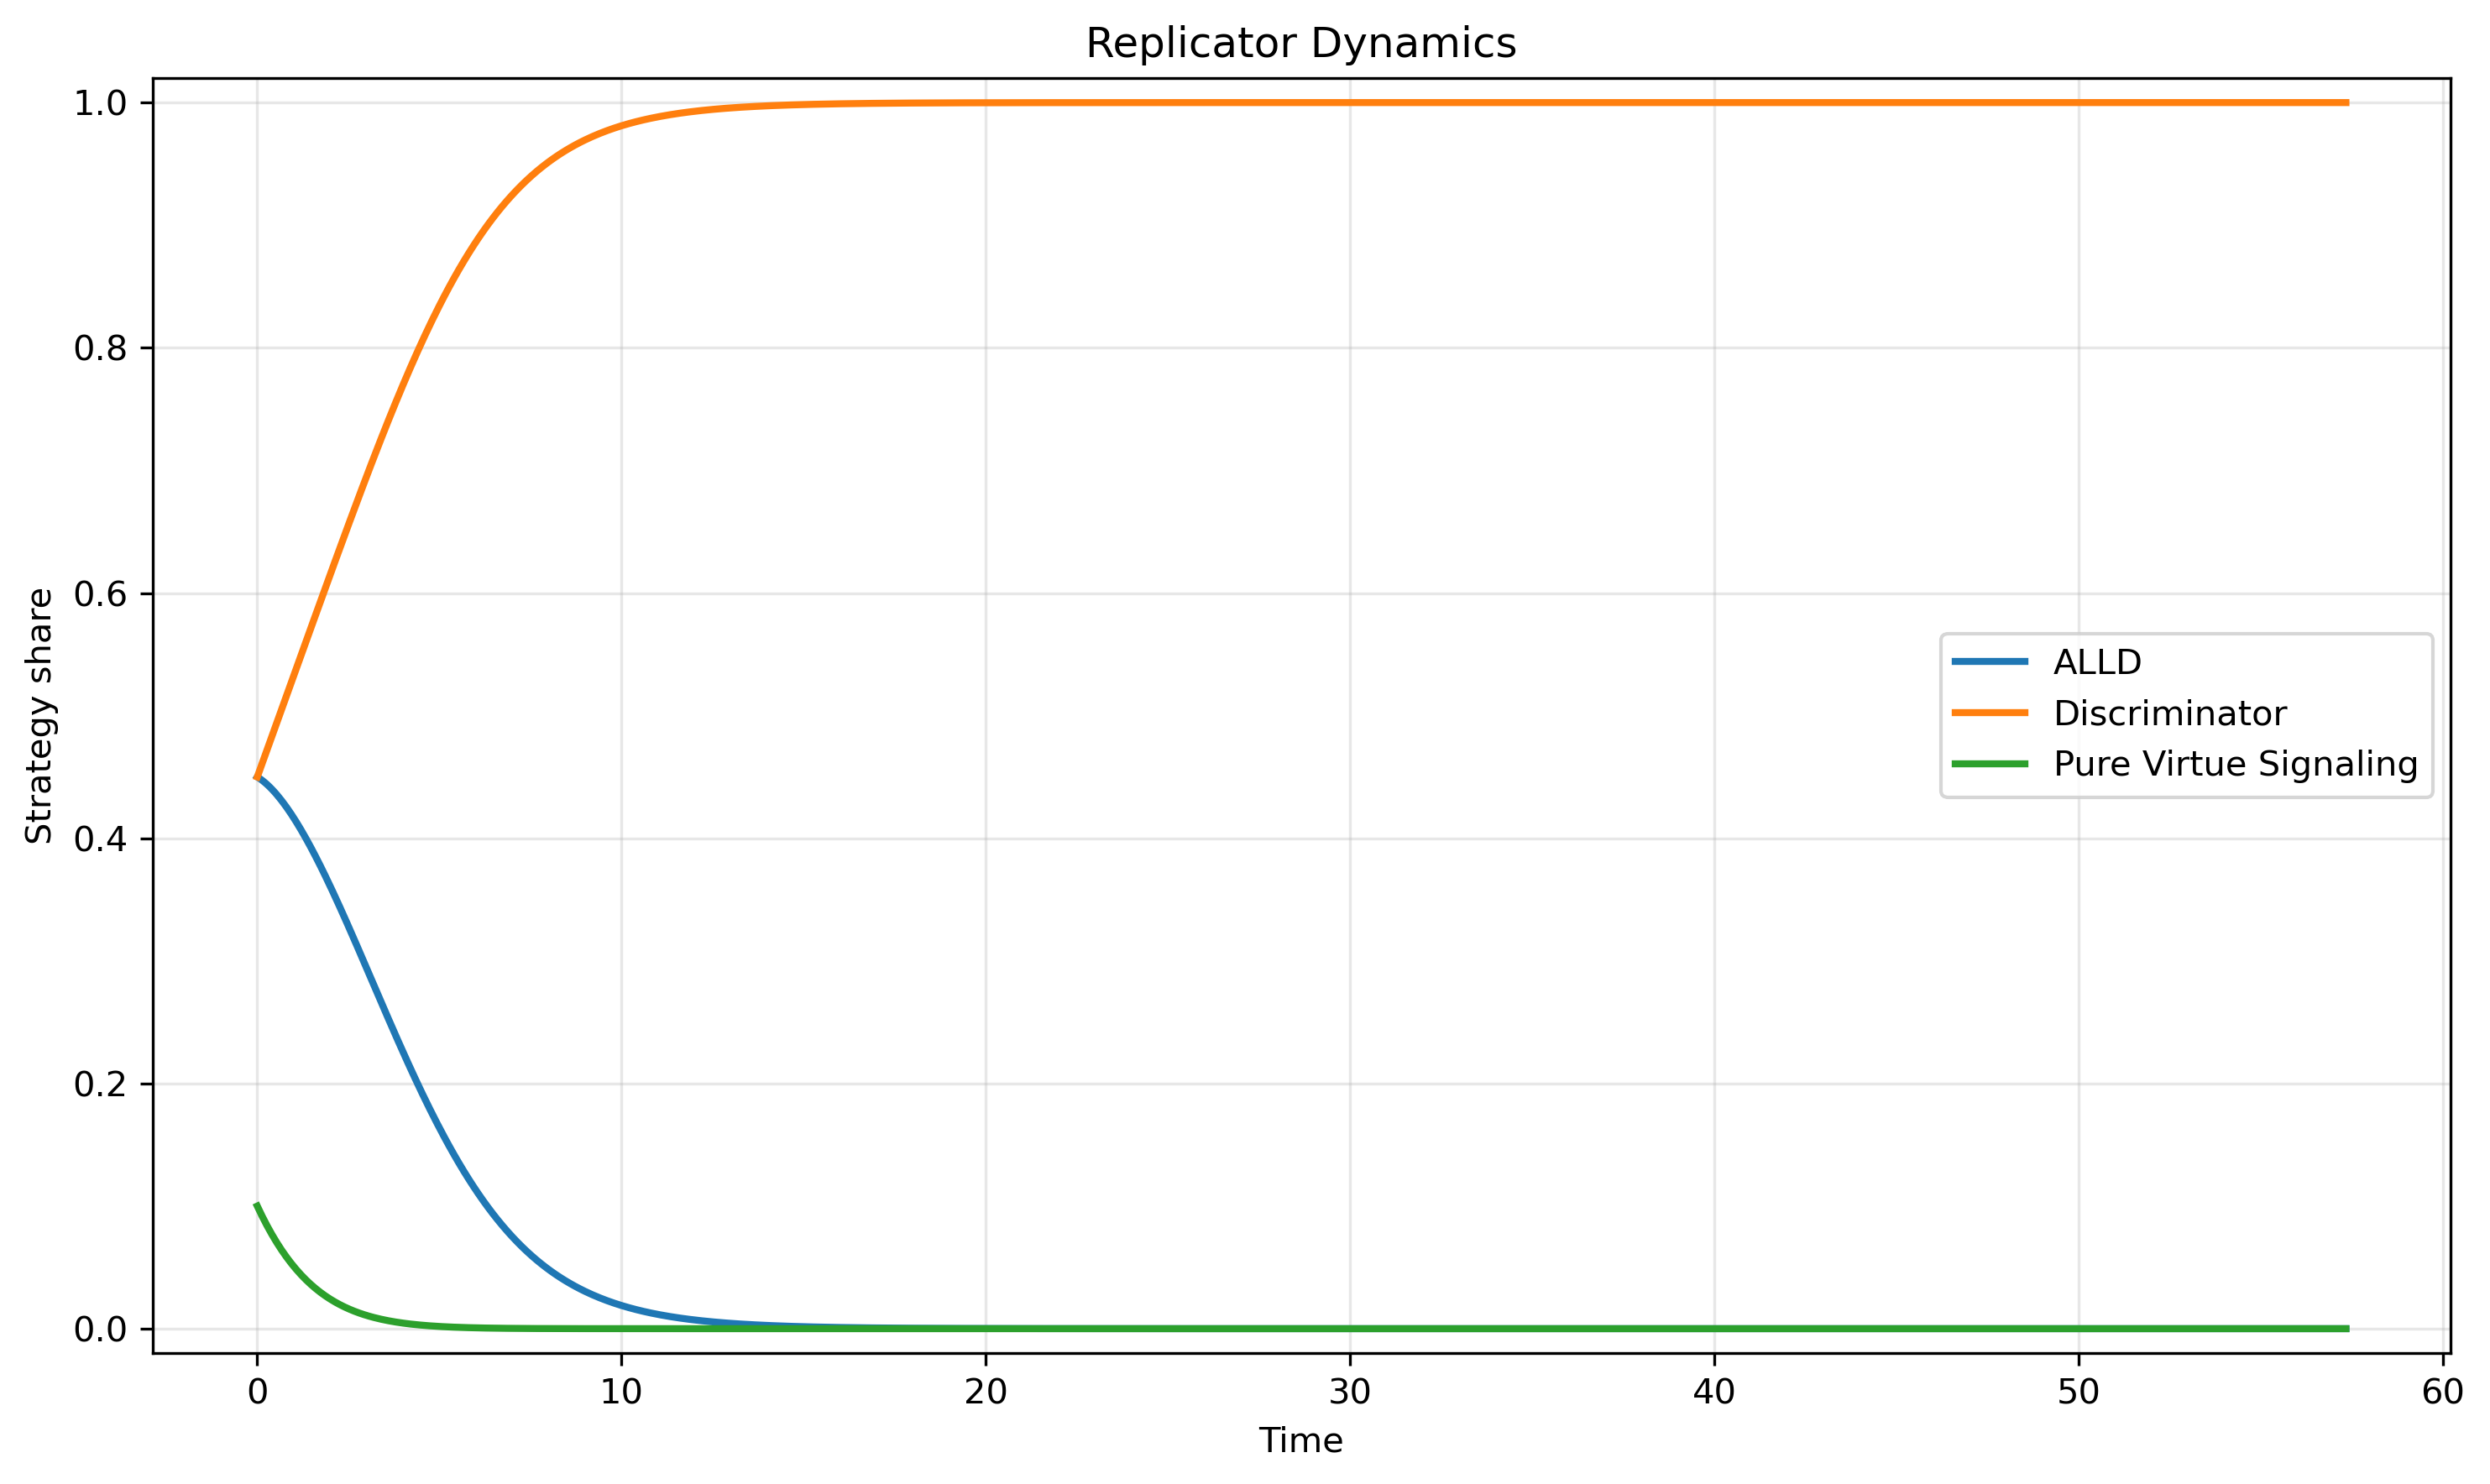 Replicator Dynamics
Strategy share
1.0
0.8
0.6
0.4
0.2
0.0
ALLD
Discriminator
Pure Virtue Signaling
0 10 20 30 40 50 60
Time